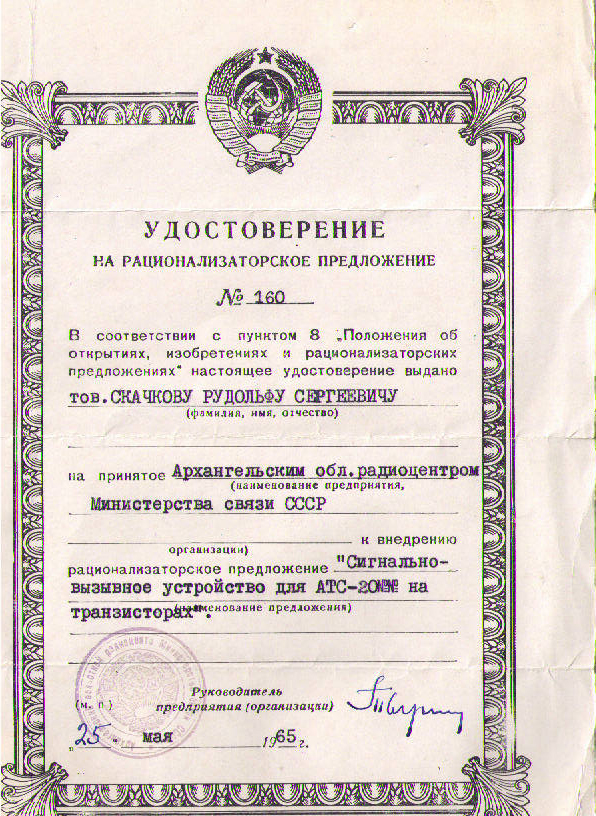 УДОСТОВЕРЕНИЕ
НА РАЦИОНАЛИЗАТОРСКОЕ ПРЕДЛОЖЕНИЕ
№ 160
В соответствии с пунктом 8 „Положения об
открытиях, изобретениях и рационализаторских
предложениях" настоящее удостоверение выдано
тов.СКАЧКОВУ РУДОЛЬФУ СЕРГЕЕВИЧУ
(фамилия, имя, отчество)
на принятое Архангельским обл.радиоцентром
(наименование предприятия,
Министерства связи СССР
к внедрению
организации)
рационализаторское предложение "Сигнально-
вызывное устройство для АТС-20 на
транзисторах".
(наименование предложения)
Руководитель
(м. п.) предприятия (организации)
„25. мая 1965 г.